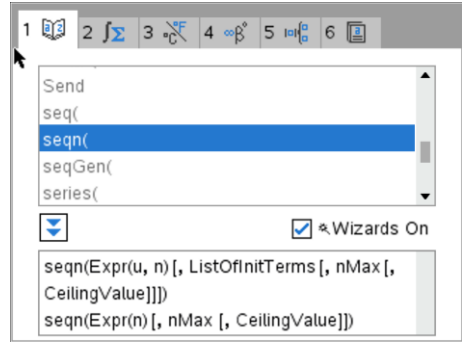 1 2 ∫Σ 3 °C°F 4 ∞β° 5 6
Send
seq(
seqn(
seqGen(
series(
Wizards On
seqn(Expr(u, n)[, ListOfInitTerms[, nMax[,
CeilingValue]]])
seqn(Expr(n)[, nMax [, CeilingValue]])